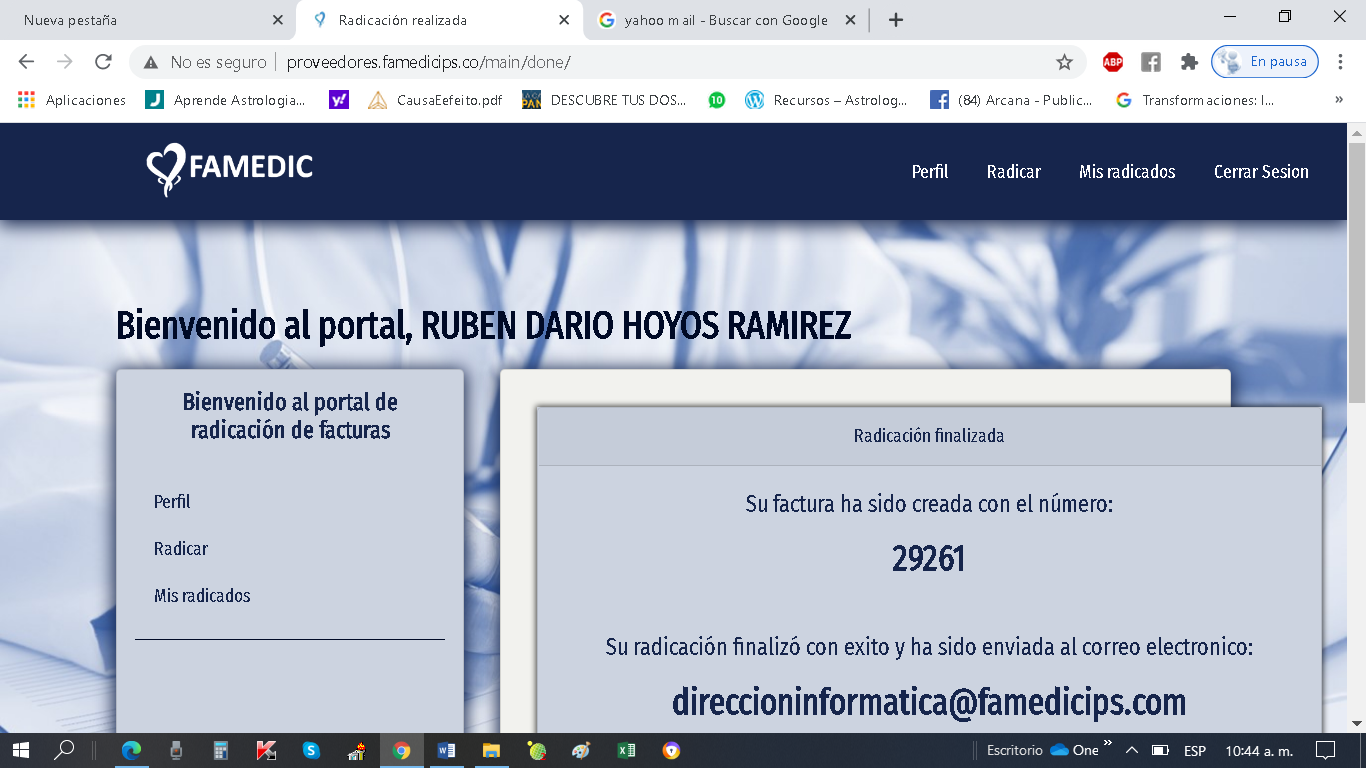 Nueva pestaña
Radicación realizada
yahoo mail - Buscar con Google
No es seguro
proveedores.famedicips.co/main/done/
ABP
En pausa
Aplicaciones
Aprende Astrologia...
y!
CausaEefeito.pdf
DESCUBRE TUS DOS...
10
Recursos – Astrolog...
(84) Arcana - Public...
Transformaciones: I...
»
FAMEDIC
Perfil
Radicar
Mis radicados
Cerrar Sesion
Bienvenido al portal, RUBEN DARIO HOYOS RAMIREZ
Bienvenido al portal de
radicación de facturas
Perfil
Radicar
Mis radicados
Radicación finalizada
Su factura ha sido creada con el número:
29261
Su radicación finalizó con exito y ha sido enviada al correo electronico:
direccioninformatica@famedicips.com
Escritorio
One
»
ESP
10:44 a. m.